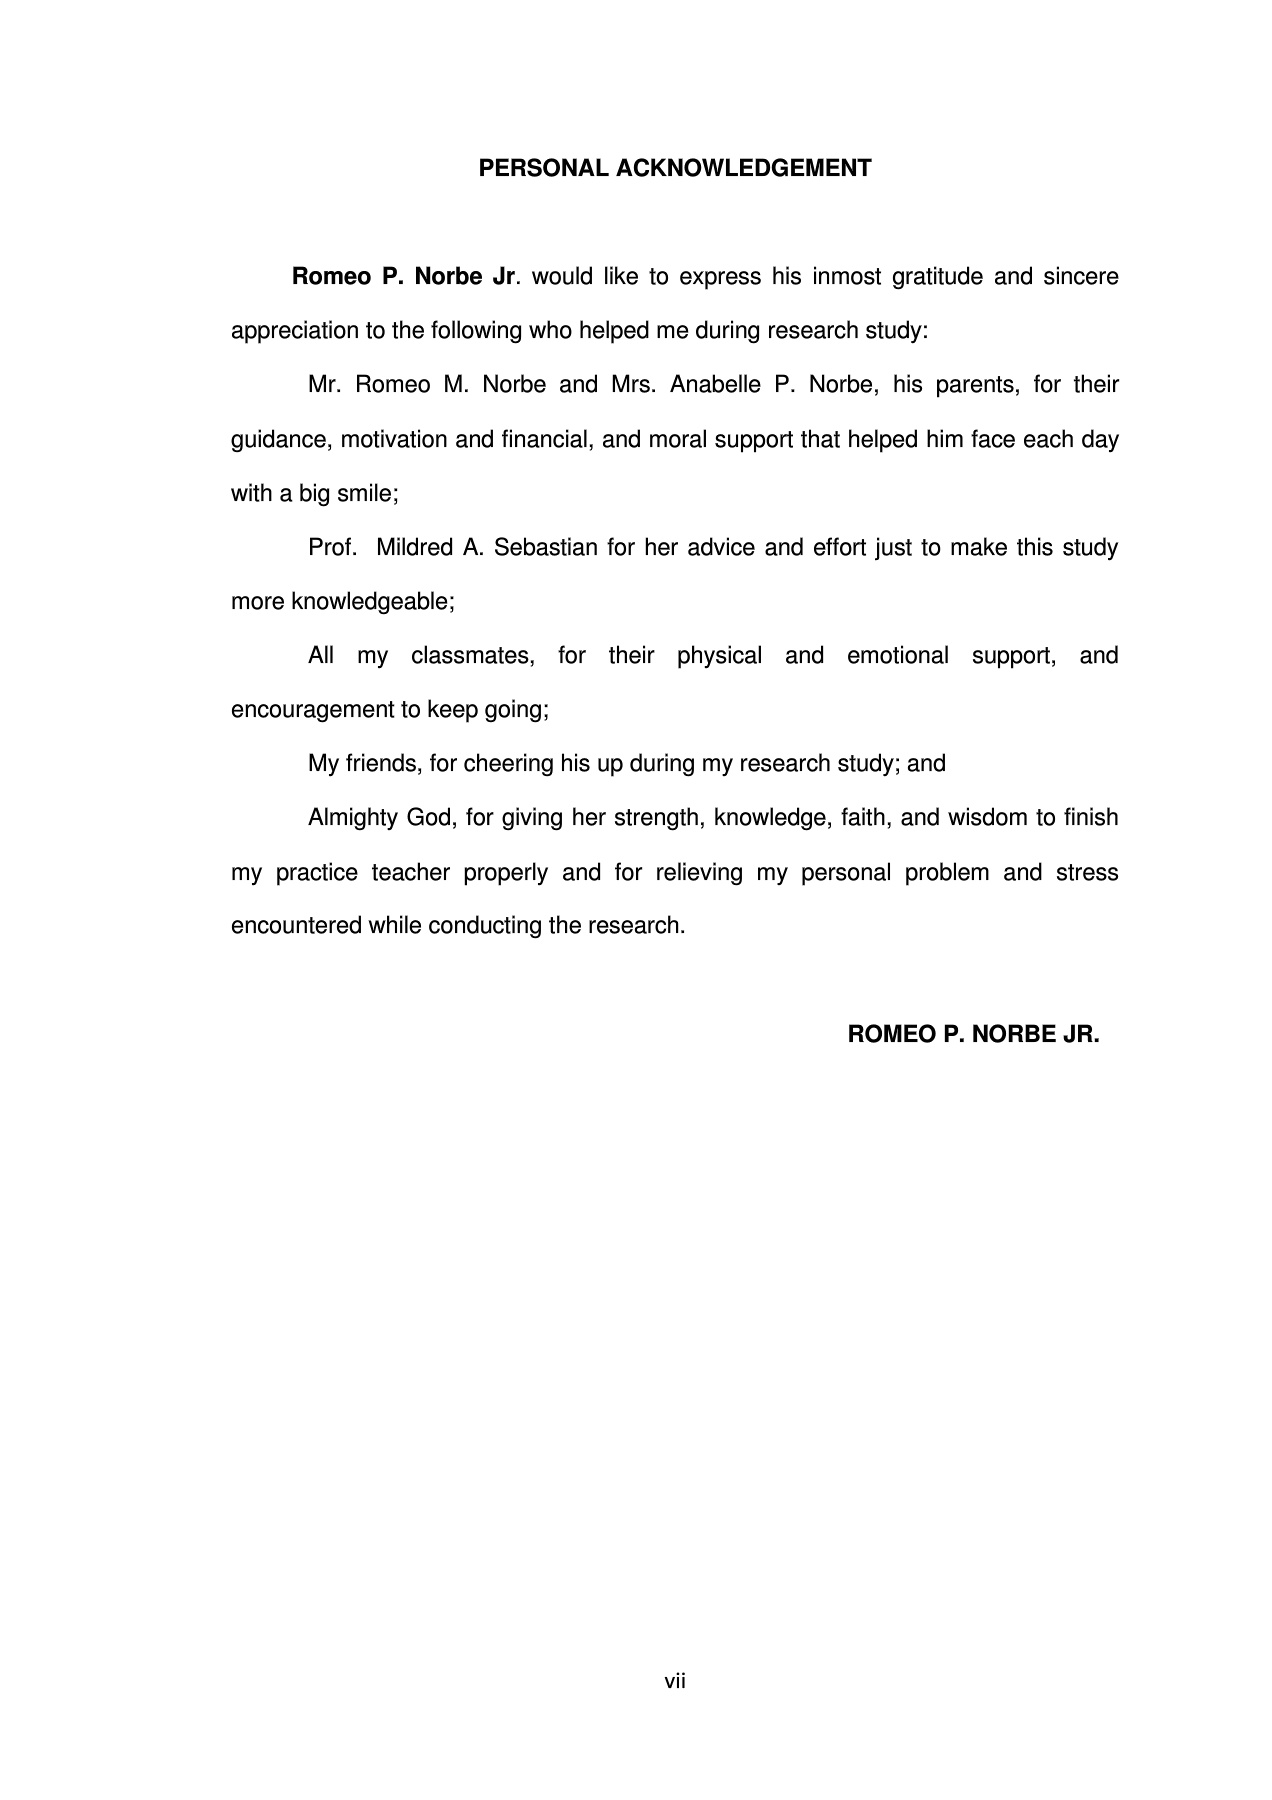 PERSONAL ACKNOWLEDGEMENT
Romeo P. Norbe Jr. would like to express his inmost gratitude and sincere
appreciation to the following who helped me during research study:
Mr. Romeo M. Norbe and Mrs. Anabelle P. Norbe, his parents, for their
guidance, motivation and financial, and moral support that helped him face each day
with a big smile;
Prof. Mildred A. Sebastian for her advice and effort just to make this study
more knowledgeable;
All my classmates, for their physical and emotional support, and
encouragement to keep going;
My friends, for cheering his up during my research study; and
Almighty God, for giving her strength, knowledge, faith, and wisdom to finish
my practice teacher properly and for relieving my personal problem and stress
encountered while conducting the research.
ROMEO P. NORBE JR.
vii